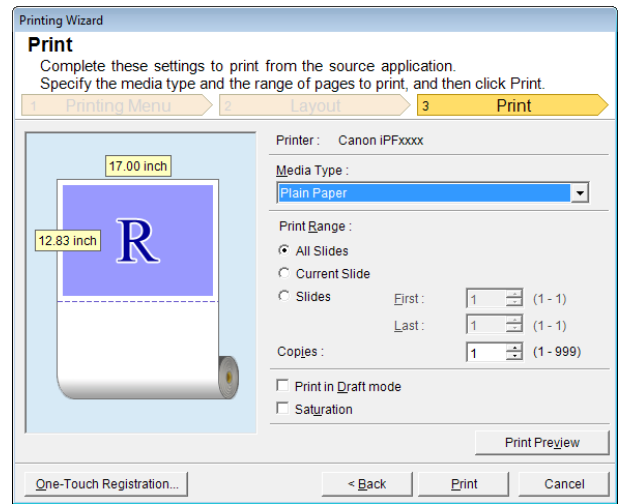 Printing Wizard
Print
Complete these settings to print from the source application.
Specify the media type and the range of pages to print, and then click Print.
1 Printing Menu 2 Layout 3 Print
Printer : Canon iPFxxxx
17.00 inch
Media Type :
Plain Paper
12.83 inch
R
Print Range :
All Slides
Current Slide
Slides First : 1 (1 - 1)
Last : 1 (1 - 1)
Copies : 1 (1 - 999)
Print in Draft mode
Saturation
Print Preview
One-Touch Registration... < Back Print Cancel